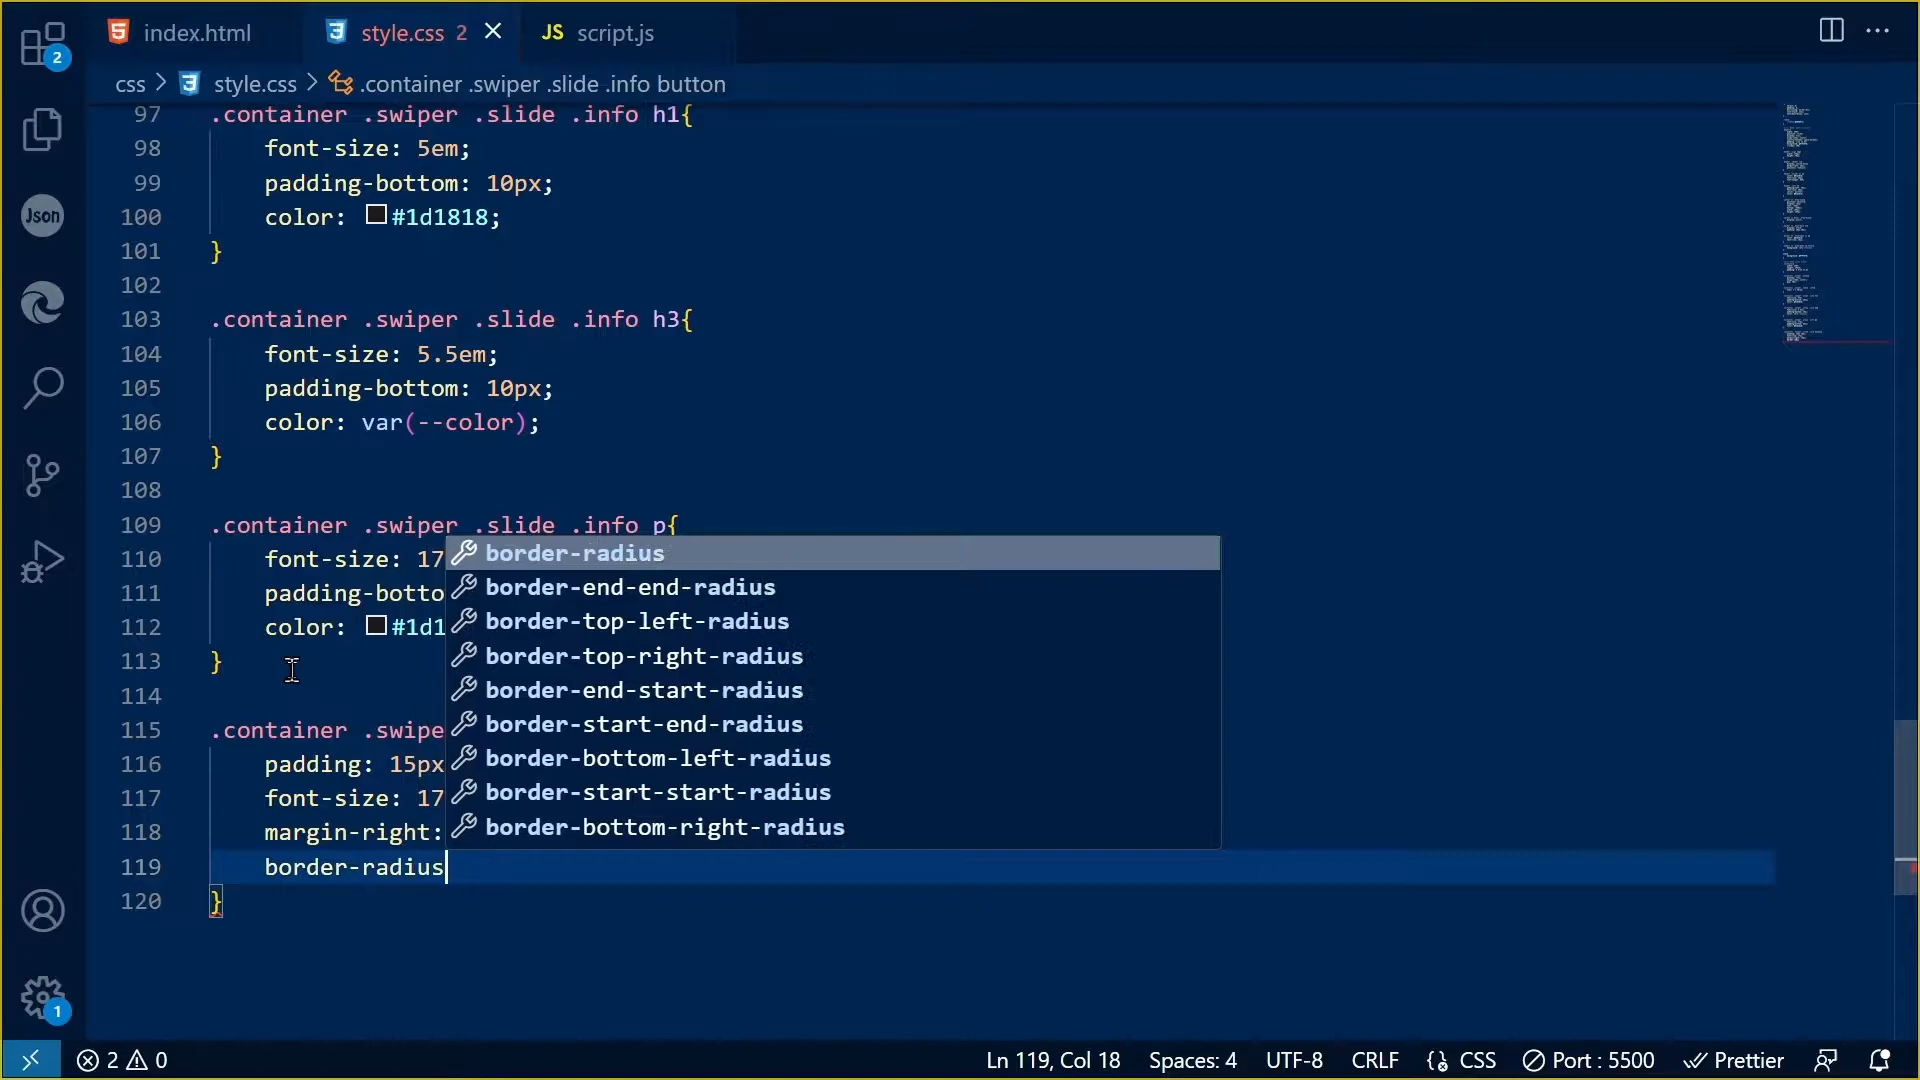 2
index.html
style.css 2
JS script.js
css > style.css > .container .swiper .slide .info button
Json
97 .container .swiper .slide .info h1{
98 font-size: 5em;
99 padding-bottom: 10px;
100 color: #1d1818;
101 }
102
103 .container .swiper .slide .info h3{
104 font-size: 5.5em;
105 padding-bottom: 10px;
106 color: var(--color);
107 }
108
109 .container .swiper .slide .info p{
110 font-size: 17
111 padding-botto
112 color: #1d1
113 }
114
115 .container .swipe
116 padding: 15px
117 font-size: 17
118 margin-right:
119 border-radius
120 }
border-radius
border-end-end-radius
border-top-left-radius
border-top-right-radius
border-end-start-radius
border-start-end-radius
border-bottom-left-radius
border-start-start-radius
border-bottom-right-radius
1
2 0
Ln 119, Col 18
Spaces: 4
UTF-8
CRLF
CSS
Port : 5500
Prettier